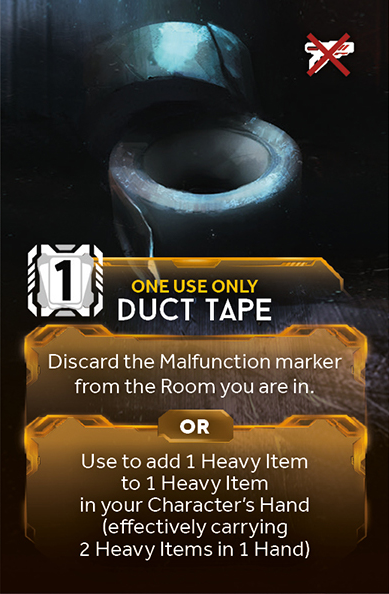 1
ONE USE ONLY
DUCT TAPE
Discard the Malfunction marker
from the Room you are in.
OR
Use to add 1 Heavy Item
to 1 Heavy Item
in your Character's Hand
(effectively carrying
2 Heavy Items in 1 Hand)